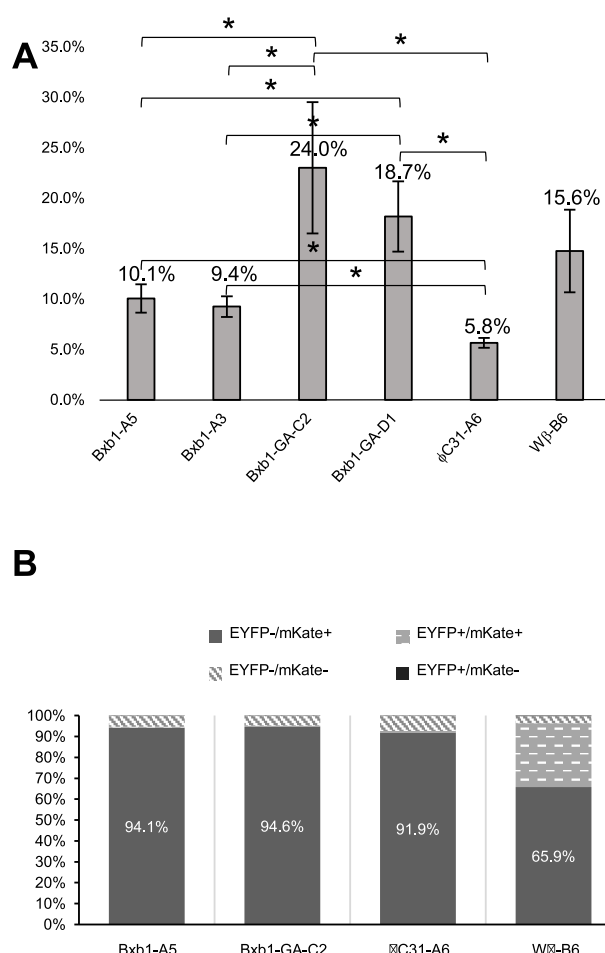 A
35.0%
30.0%
25.0%
20.0%
15.0%
10.0%
5.0%
0.0%
* * * * * * * *
10.1% 9.4% 24.0% 18.7% 5.8% 15.6%
Bxb1-A5 Bxb1-A3 Bxb1-GA-C2 Bxb1-GA-D1 ϕC31-A6 Wβ-B6
B
EYFP-/mKate+ EYFP+/mKate+
EYFP-/mKate- EYFP+/mKate-
100%
90%
80%
70%
60%
50%
40%
30%
20%
10%
0%
94.1% 94.6% 91.9% 65.9%
Bxb1-A5 Bxb1-GA-C2 C31-A6 W-B6